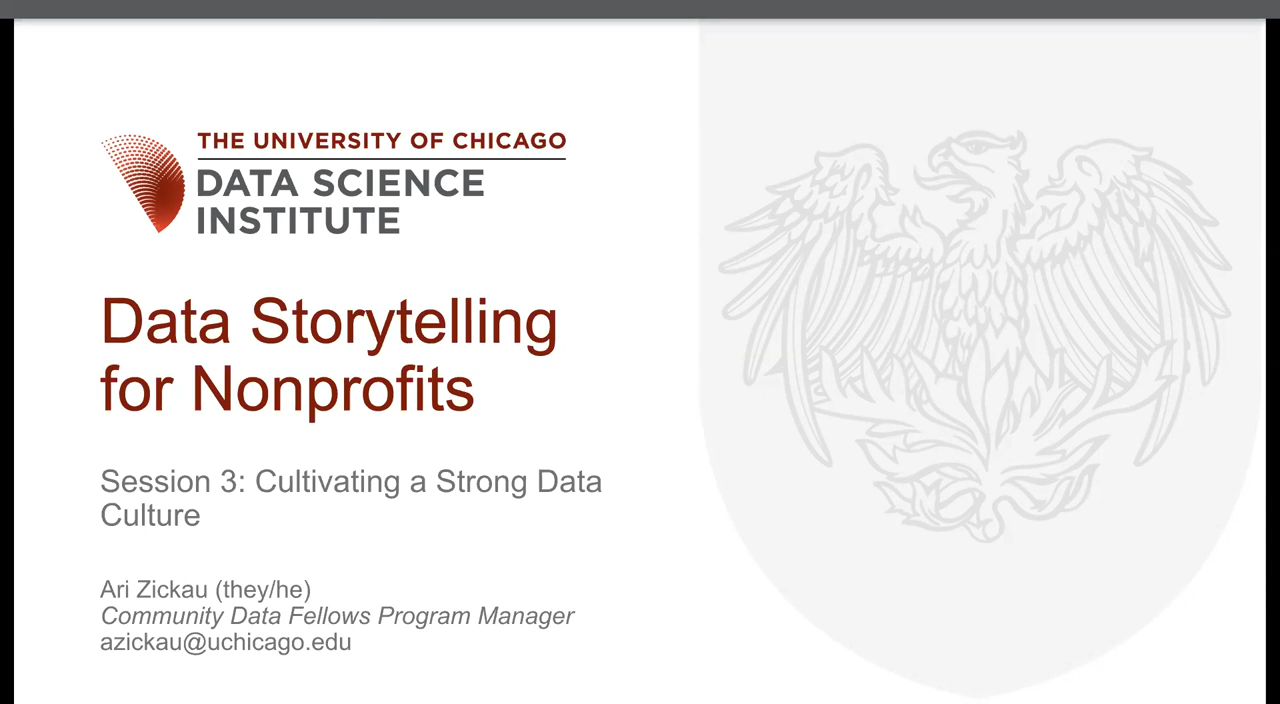 THE UNIVERSITY OF CHICAGO
DATA SCIENCE
INSTITUTE
Data Storytelling
for Nonprofits
Session 3: Cultivating a Strong Data
Culture
Ari Zickau (they/he)
Community Data Fellows Program Manager
azickau@uchicago.edu